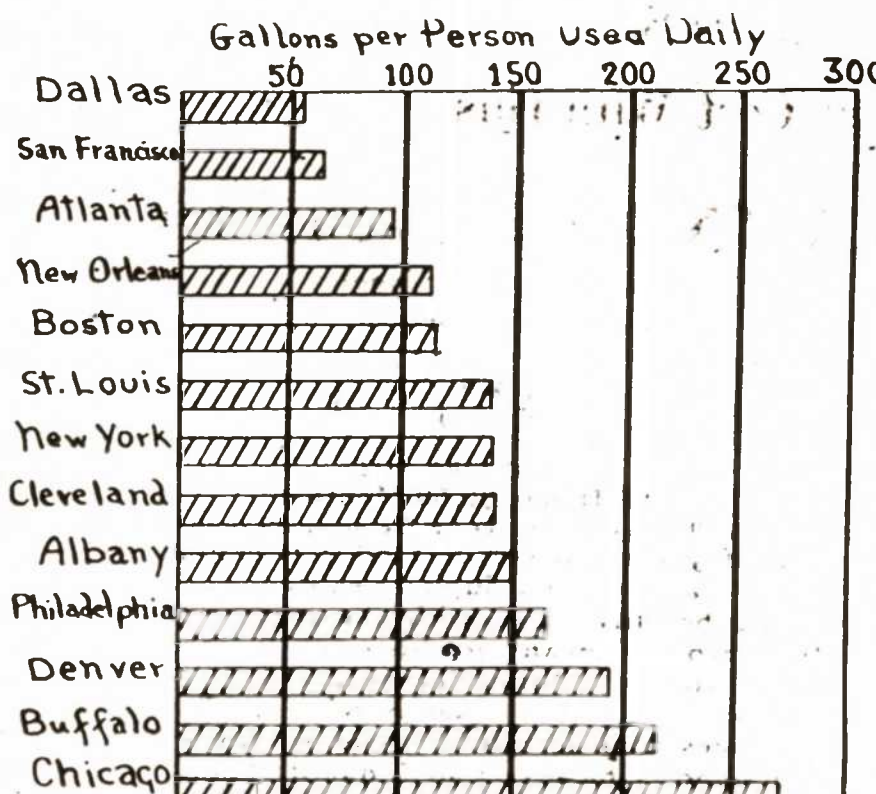 Gallons per Person Used Daily
50 100 150 200 250 300
Dallas
San Francisco
Atlanta
New Orleans
Boston
St. Louis
New York
Cleveland
Albany
Philadelphia
Denver
Buffalo
Chicago